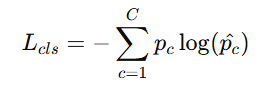 L_{cls} = -\sum_{c=1}^{C} p_c \log(\hat{p_c})